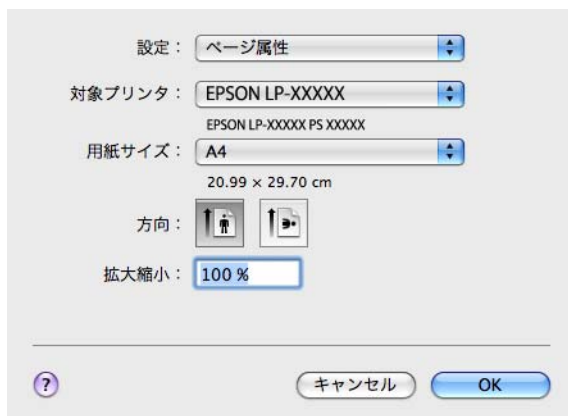 設定： ページ属性
対象プリンタ： EPSON LP-XXXXX
EPSON LP-XXXXX PS XXXXX
用紙サイズ： A4
20.99 × 29.70 cm
方向：
拡大縮小： 100 %
? キャンセル OK